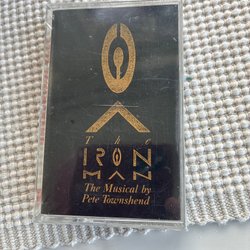 The
IRON
MAN
The Musical by
Pete Townshend